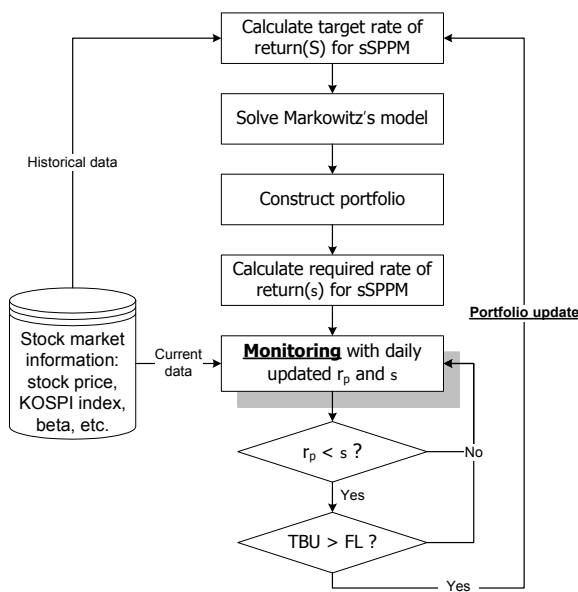 Calculate target rate of
return(S) for sSPPM
Solve Markowitz's model
Historical data
Construct portfolio
Calculate required rate of
return(s) for sSPPM
Portfolio update
Stock market
information:
stock price,
KOSPI index,
beta, etc.
Current
data
Monitoring with daily
updated rp and s
rp < s ?
No
Yes
TBU > FL ?
Yes